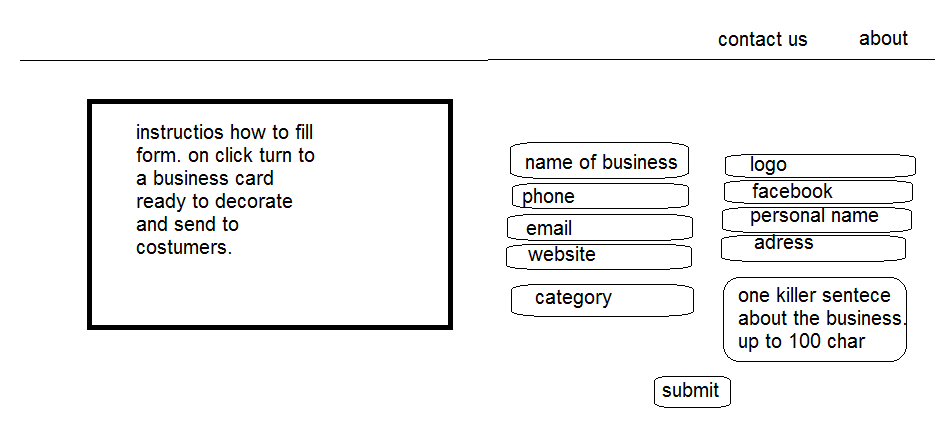 contact us
about
instructios how to fill
form. on click turn to
a business card
ready to decorate
and send to
costumers.
name of business
phone
email
website
category
logo
facebook
personal name
adress
one killer sentece
about the business.
up to 100 char
submit